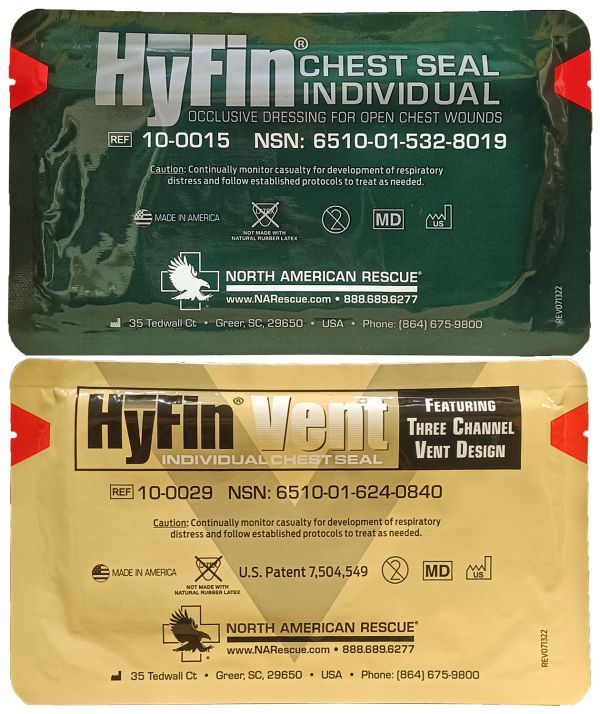 HyFin® CHEST SEAL
INDIVIDUAL
OCCLUSIVE DRESSING FOR OPEN CHEST WOUNDS
REF 10-0015 NSN: 6510-01-532-8019
Caution: Continually monitor casualty for development of respiratory
distress and follow established protocols to treat as needed.
MADE IN AMERICA LATEX 2 MD US
NOT MADE WITH
NATURAL RUBBER LATEX
NORTH AMERICAN RESCUE®
www.NARescue.com • 888.689.6277
35 Tedwall Ct • Greer, SC, 29650 • USA • Phone: (864) 675-9800
REV071322
HyFin® Vent
INDIVIDUAL CHEST SEAL
FEATURING
THREE CHANNEL
VENT DESIGN
REF 10-0029 NSN: 6510-01-624-0840
Caution: Continually monitor casualty for development of respiratory
distress and follow established protocols to treat as needed.
MADE IN AMERICA LATEX U.S. Patent 7,504,549 2 MD US
NOT MADE WITH
NATURAL RUBBER LATEX
NORTH AMERICAN RESCUE®
www.NARescue.com • 888.689.6277
35 Tedwall Ct • Greer, SC, 29650 • USA • Phone: (864) 675-9800
REV071322